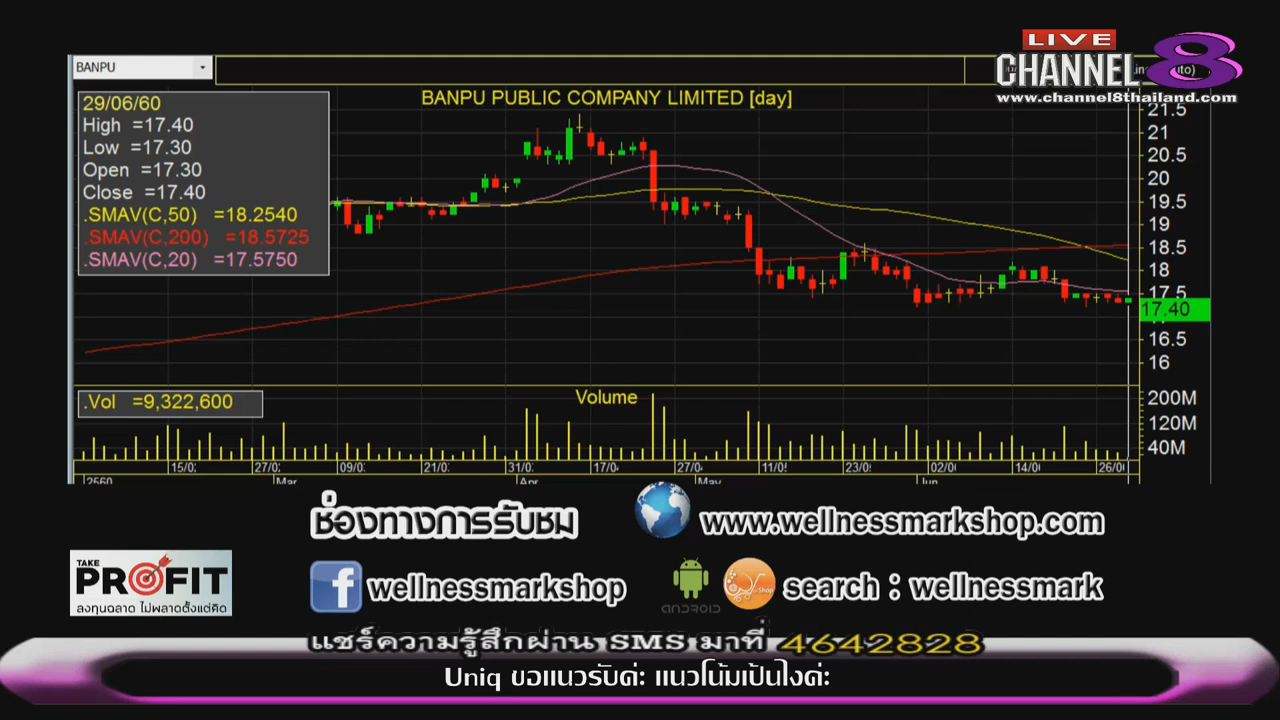 LIVE
CHANNEL 8
www.channel8thailand.com
BANPU
29/06/60
High =17.40
Low =17.30
Open =17.30
Close =17.40
.SMAV(C,50) =18.2540
.SMAV(C,200) =18.5725
.SMAV(C,20) =17.5750
BANPU PUBLIC COMPANY LIMITED [day]
21.5
21
20.5
20
19.5
19
18.5
18
17.5
17.40
16.5
16
.Vol =9,322,600
Volume
200M
120M
40M
15/0 27/0 09/0 21/0 31/0 17/0 27/0 11/0 23/0 02/0 14/0 26/0
2560 Mar Apr May Jun
ช่องทางการรับชม
www.wellnessmarkshop.com
TAKE PROFIT
ลงทุนฉลาด ไม่พลาดตั้งแต่คิด
wellnessmarkshop
ANDROID
Shop
search : wellnessmark
แชร์ความรู้สึกผ่าน SMS มาที่ 4642828
Uniq ขอแนวรับค่ะ แนวโน้มเป้นไงค่ะ